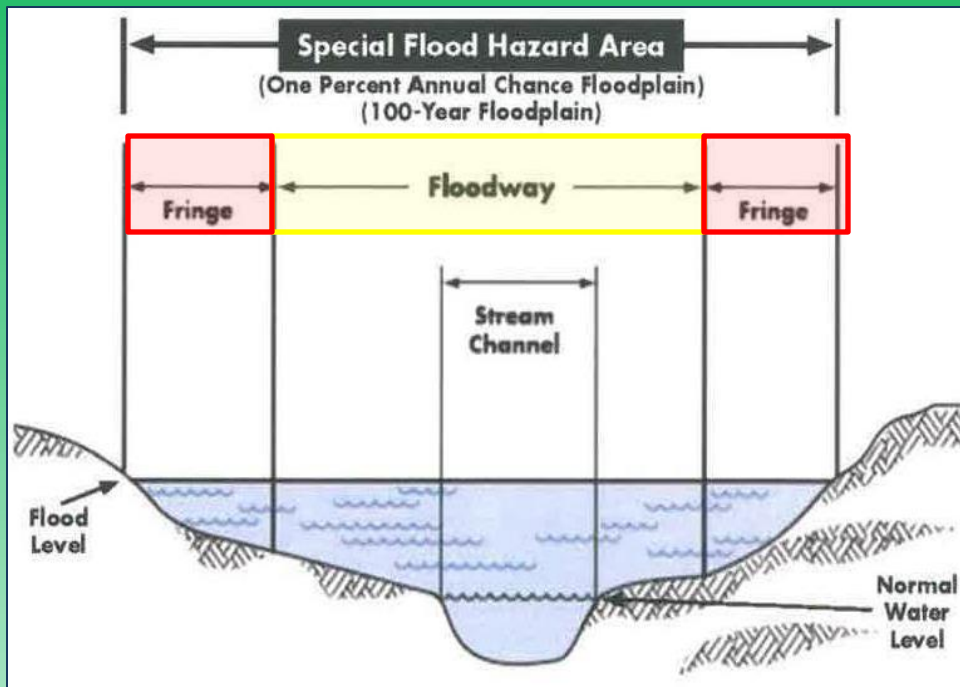 Special Flood Hazard Area
(One Percent Annual Chance Floodplain)
(100-Year Floodplain)
Fringe
Floodway
Fringe
Stream
Channel
Flood
Level
Normal
Water
Level